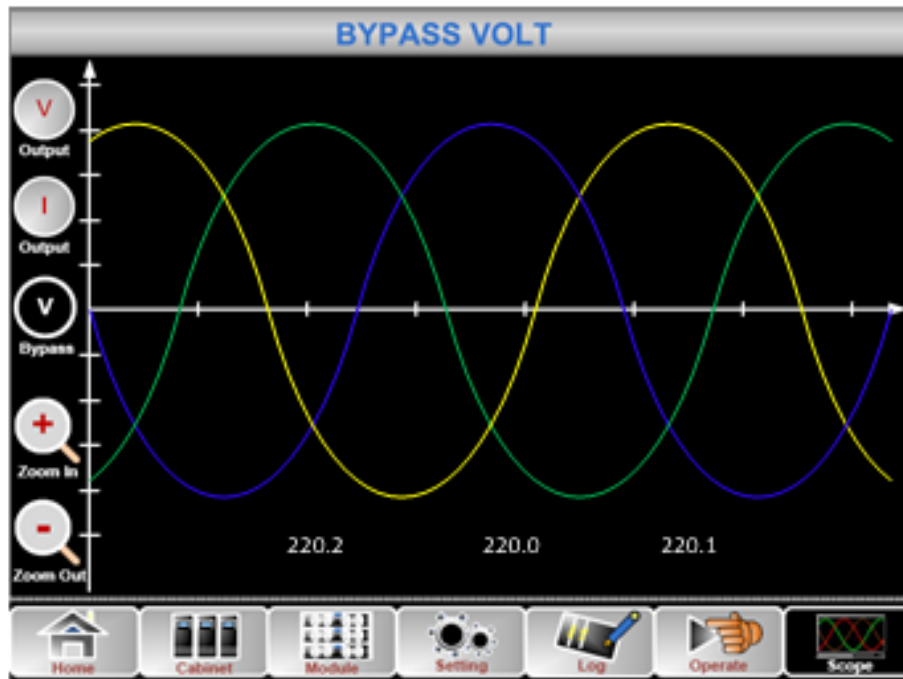 BYPASS VOLT
V
Output
I
Output
V
Bypass
+
Zoom In
-
Zoom Out
220.2 220.0 220.1
Home Cabinet Module Setting Log Operate Scope